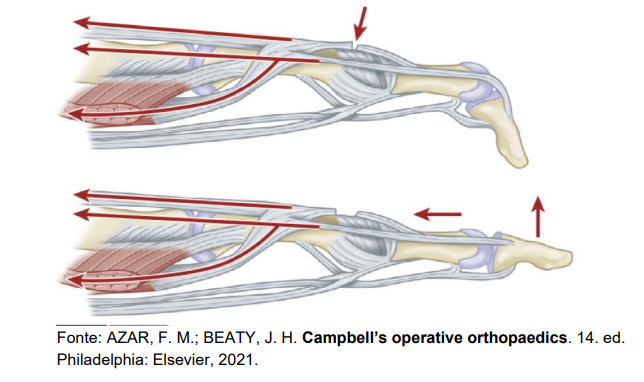 Fonte: AZAR, F. M.; BEATY, J. H. Campbell's operative orthopaedics. 14. ed.
Philadelphia: Elsevier, 2021.